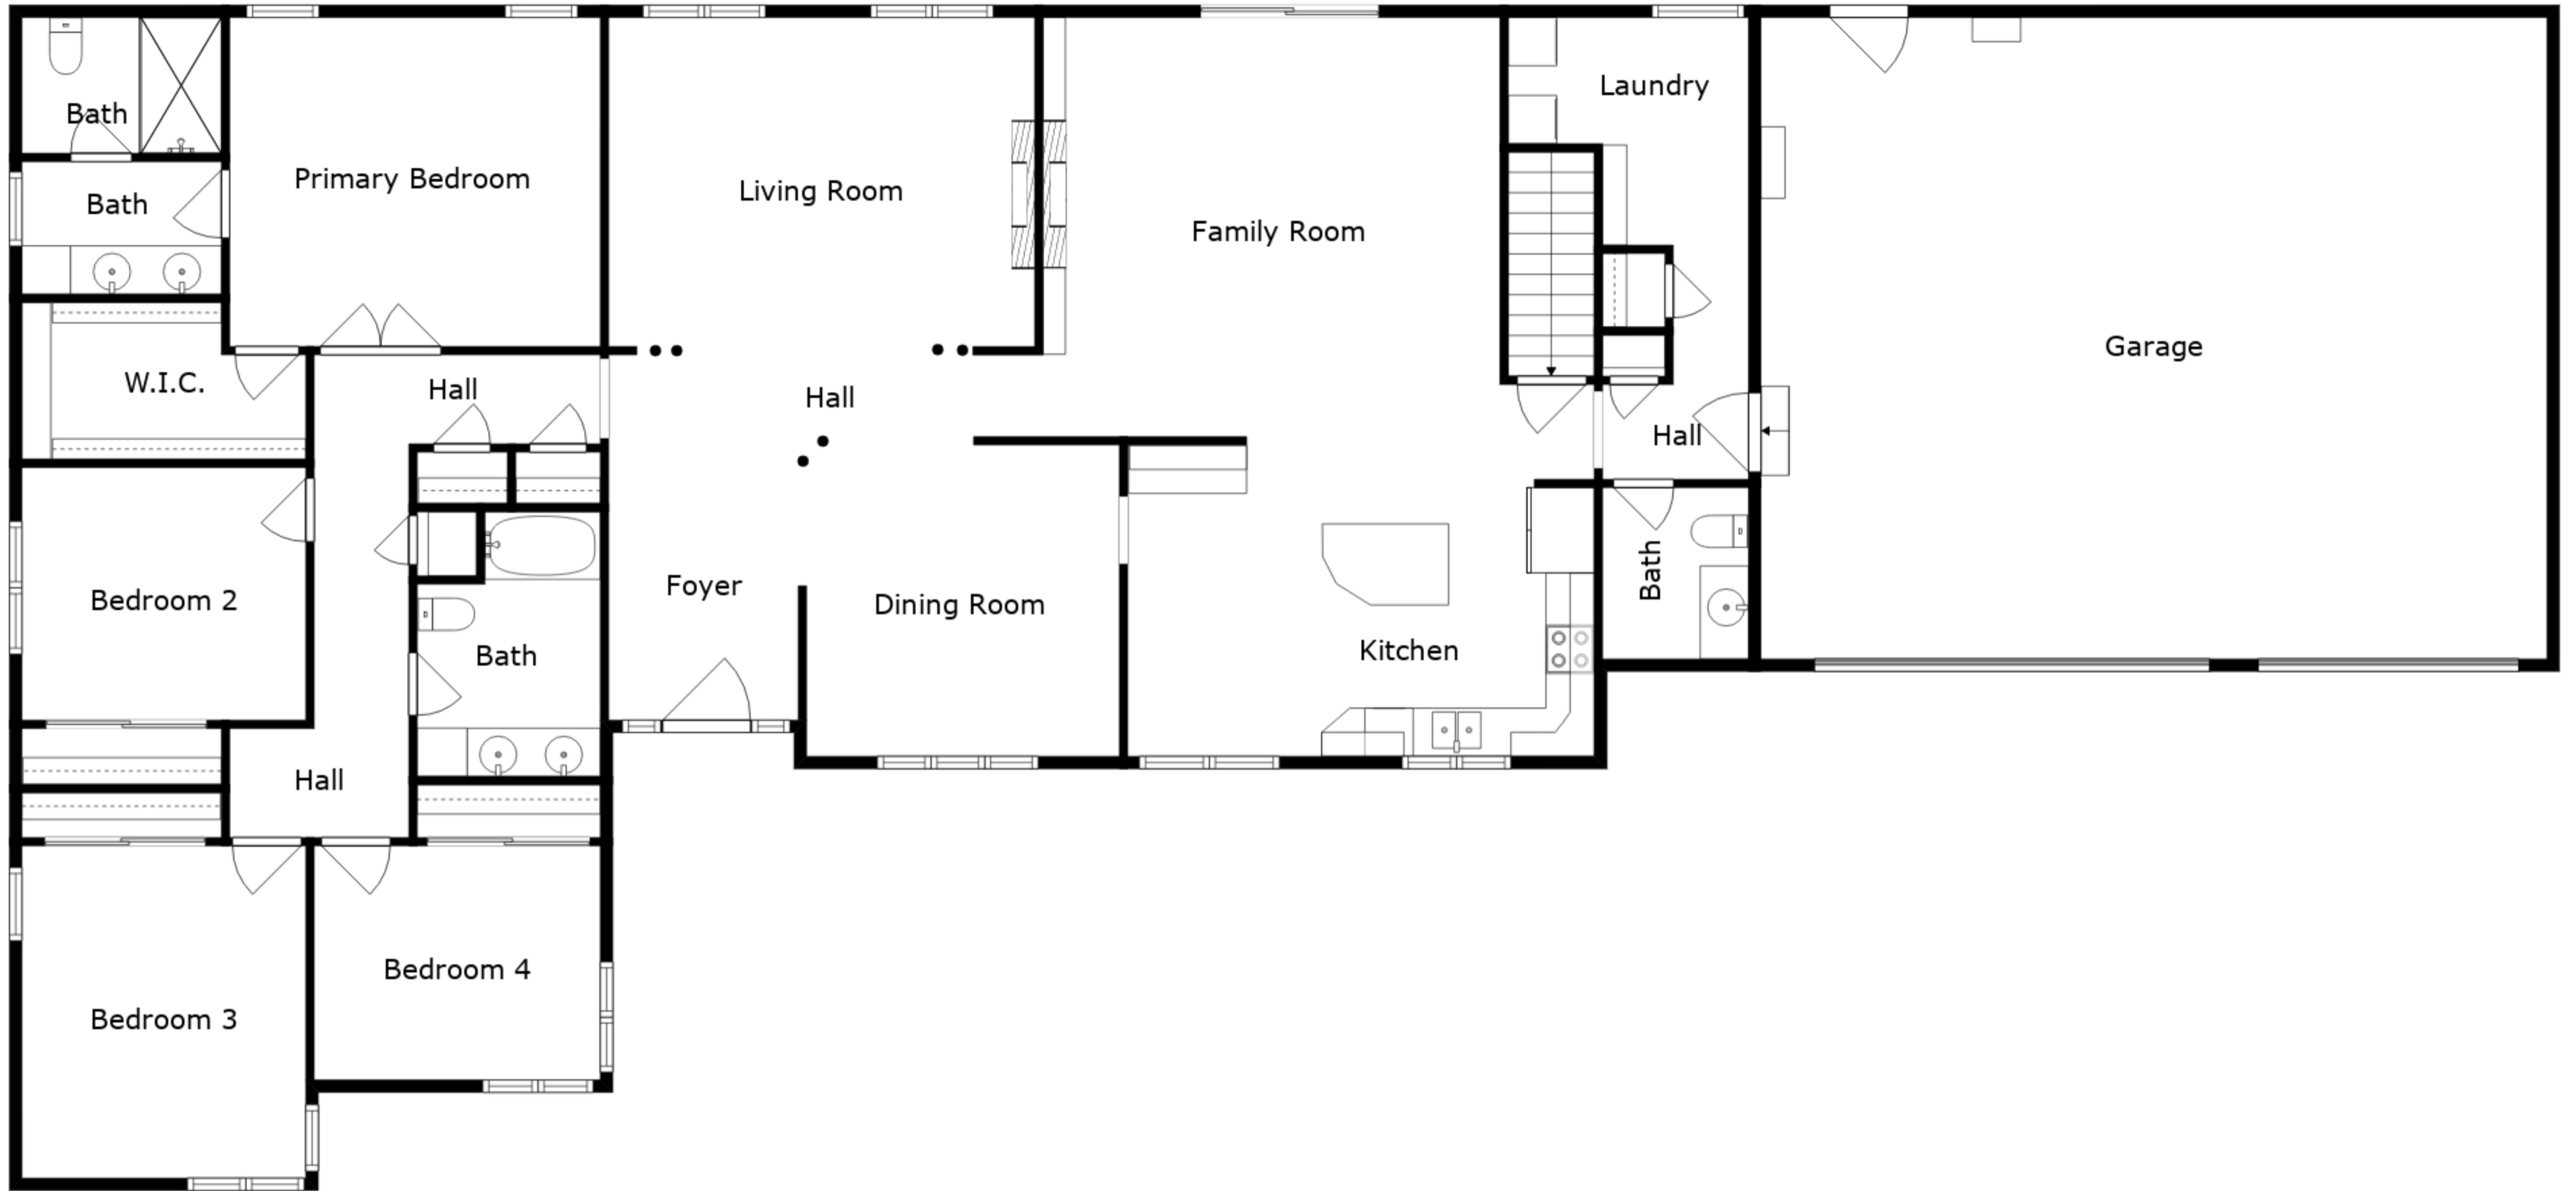 Bath
Laundry
Primary Bedroom
Living Room
Bath
Family Room
Garage
W.I.C.
Hall
Hall
Hall
Bath
Foyer
Bedroom 2
Dining Room
Kitchen
Bath
Hall
Bedroom 4
Bedroom 3